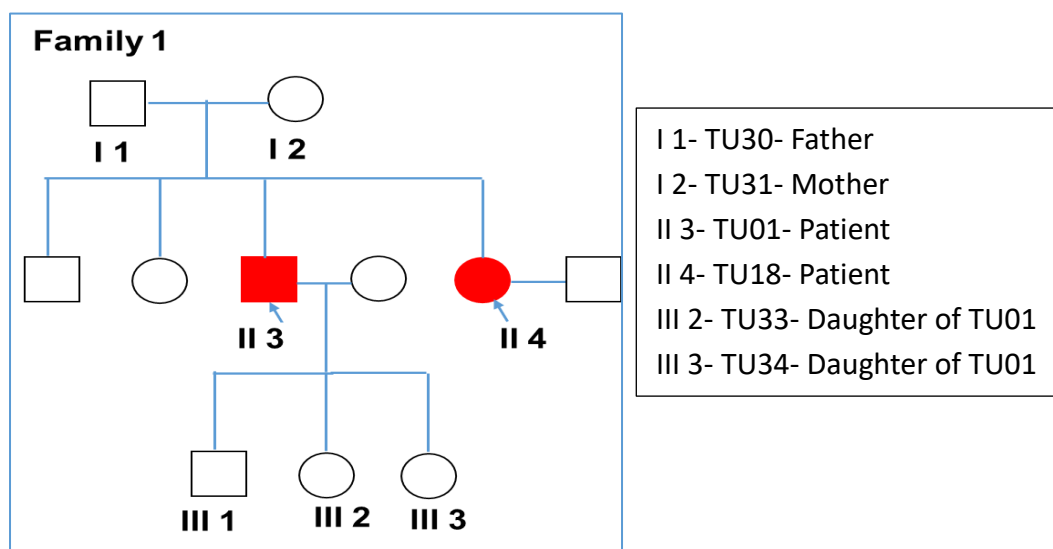 Family 1
I 1
I 2
II 3
II 4
III 1
III 2
III 3
I 1- TU30- Father
I 2- TU31- Mother
II 3- TU01- Patient
II 4- TU18- Patient
III 2- TU33- Daughter of TU01
III 3- TU34- Daughter of TU01